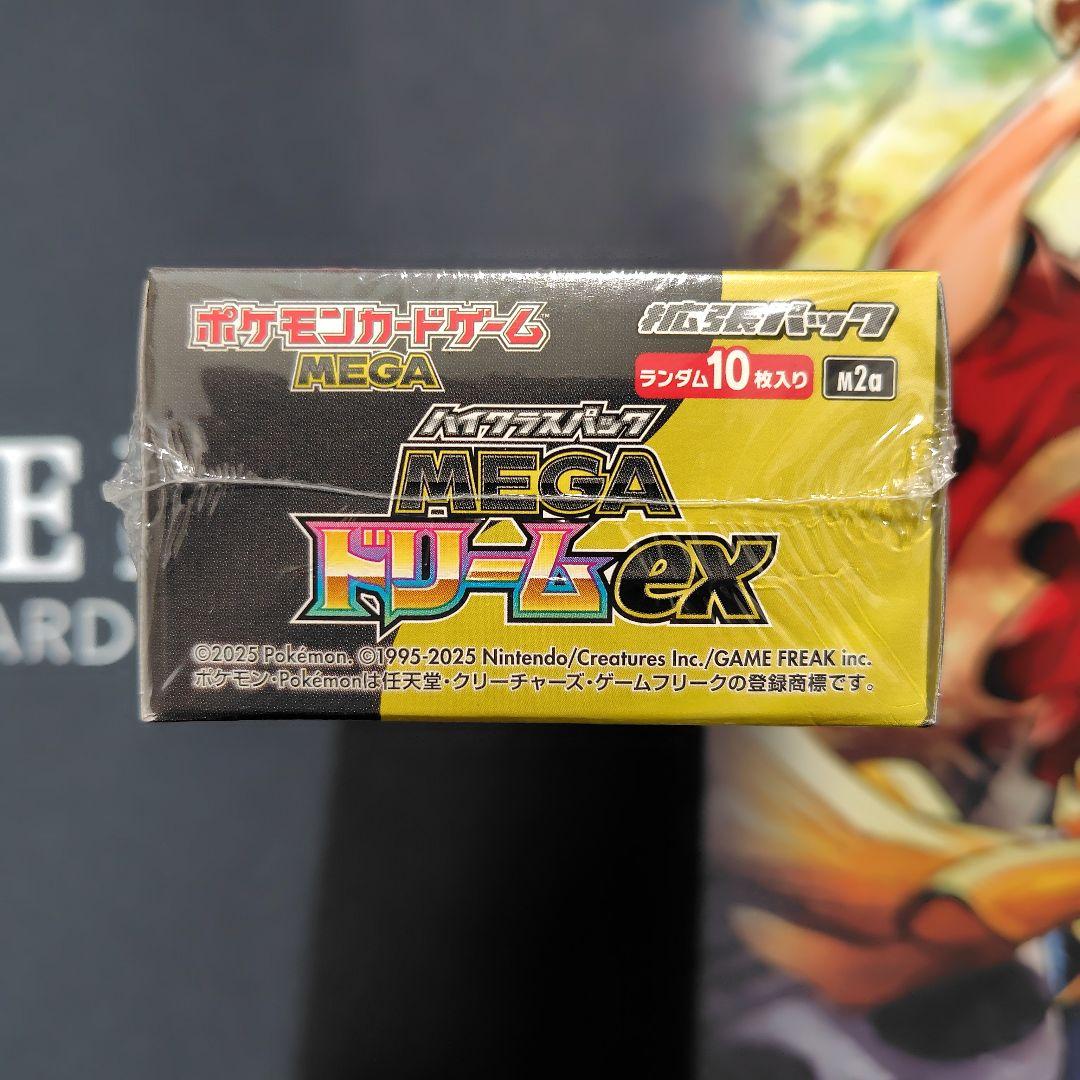 ポケモンカードゲーム™
MEGA
拡張パック
ランダム10枚入り
M2a
ハイクラスパック
MEGA
ドリームex
©2025 Pokémon. ©1995-2025 Nintendo/Creatures Inc./GAME FREAK inc.
ポケモン・Pokémonは任天堂・クリーチャーズ・ゲームフリークの登録商標です。
E
ARD